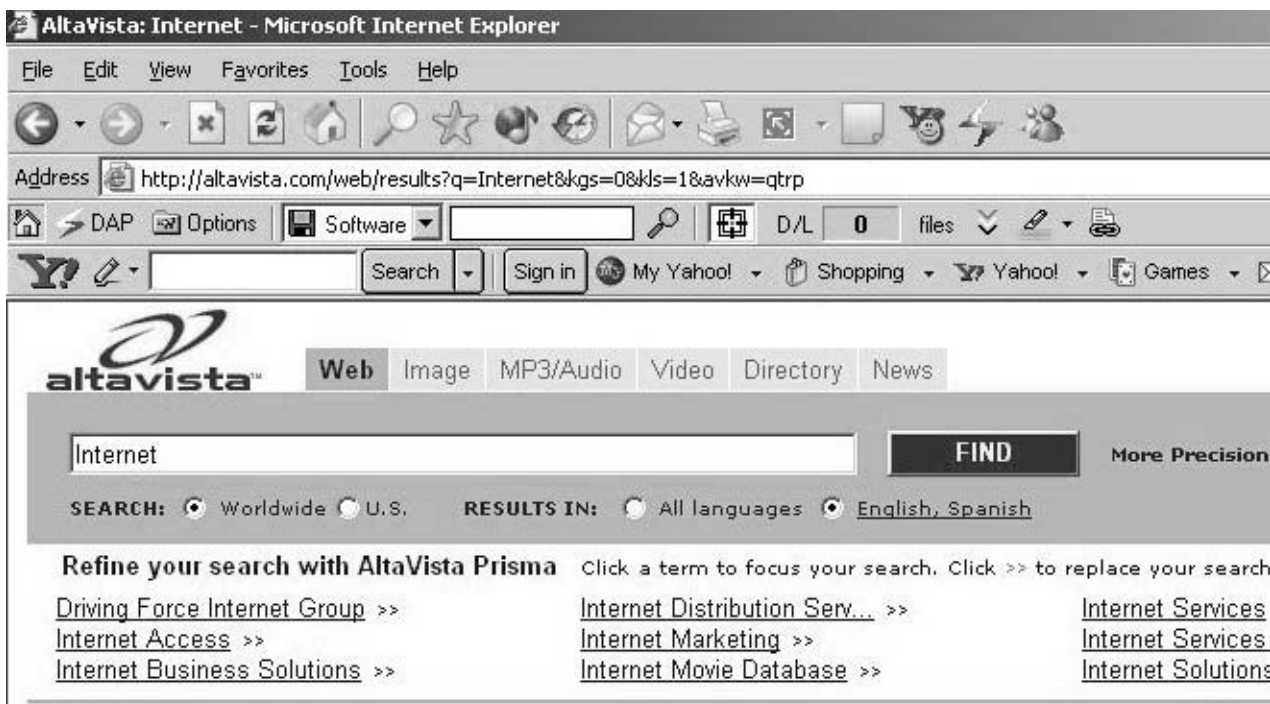 AltaVista: Internet - Microsoft Internet Explorer
File Edit View Favorites Tools Help
Address http://altavista.com/web/results?q=Internet&kgs=0&kls=1&avkw=qtrp
DAP Options Software D/L 0 files
Y! Search Sign in My Yahoo! Shopping Yahoo! Games
altavista™ Web Image MP3/Audio Video Directory News
Internet FIND More Precision
SEARCH: Worldwide U.S. RESULTS IN: All languages English, Spanish
Refine your search with AltaVista Prisma Click a term to focus your search. Click >> to replace your search
Driving Force Internet Group >> Internet Distribution Serv... >> Internet Services
Internet Access >> Internet Marketing >> Internet Services
Internet Business Solutions >> Internet Movie Database >> Internet Solutions